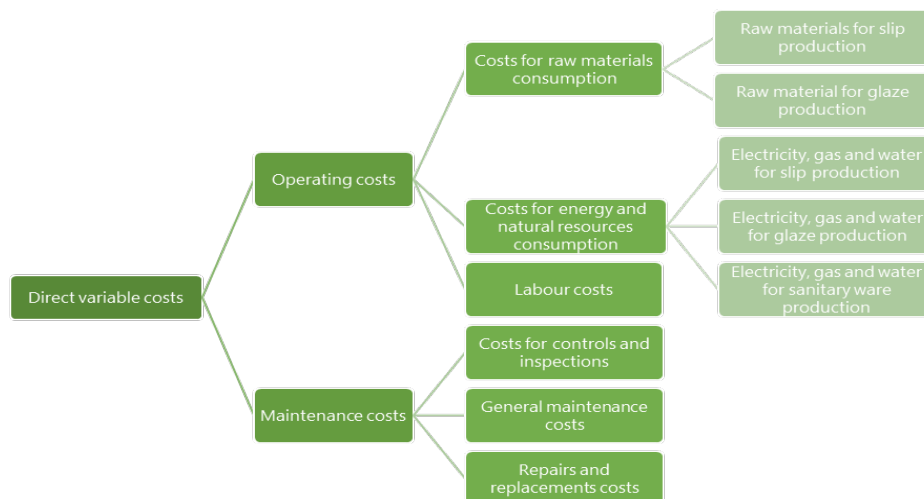 Direct variable costs
Operating costs
Costs for raw materials
consumption
Raw materials for slip
production
Raw material for glaze
production
Costs for energy and
natural resources
consumption
Electricity, gas and water
for slip production
Electricity, gas and water
for glaze production
Electricity, gas and water
for sanitary ware
production
Labour costs
Maintenance costs
Costs for controls and
inspections
General maintenance
costs
Repairs and
replacements costs